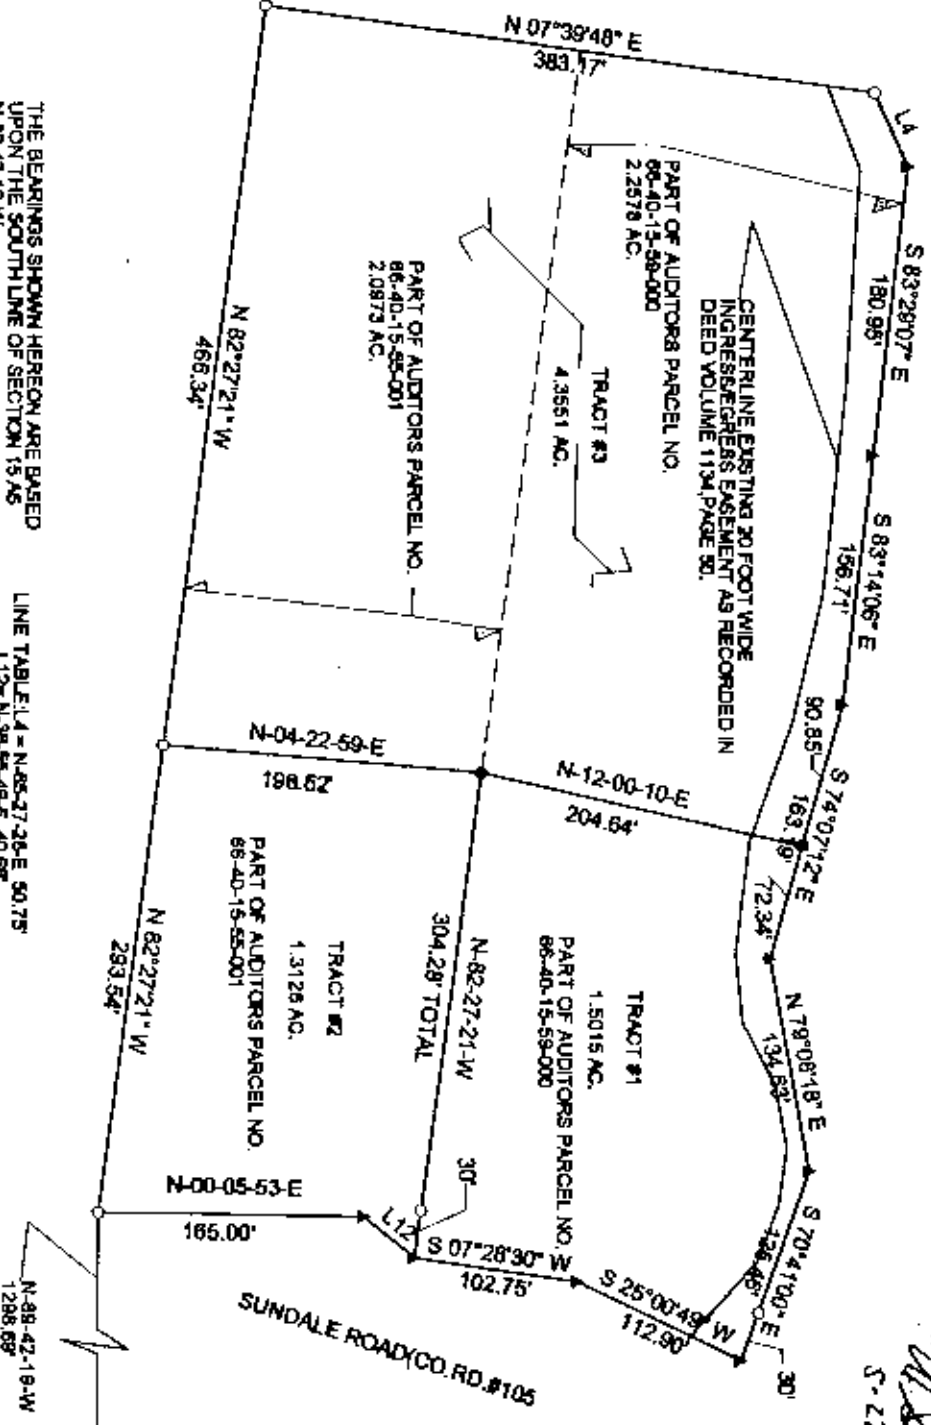 N 07°39'48" E
383.17'
L4
S 83°28'07" E
180.98'
S 83°14'06" E
156.71'
90.85'
S 74°07'12" E
163.19'
72.34'
N 79°06'18" E
134.63'
S 70°41'00" E
126.46'
30'
CENTERLINE EXISTING 20 FOOT WIDE
INGRESS/EGRESS EASEMENT AS RECORDED IN
DEED VOLUME 1134, PAGE 50.
PART OF AUDITORS PARCEL NO.
66-40-15-59-000
2.2578 AC.
TRACT #3
4.3551 AC.
PART OF AUDITORS PARCEL NO.
66-40-15-55-001
2.0973 AC.
N 82°27'21" W
466.34'
N-04-22-59-E
198.52'
N-12-00-10-E
204.64'
TRACT #1
1.5015 AC.
PART OF AUDITORS PARCEL NO.
66-40-15-59-000
N-82-27-21-W
304.28' TOTAL
30'
TRACT #2
1.3126 AC.
PART OF AUDITORS PARCEL NO.
66-40-15-55-001
N 82°27'21" W
293.54'
N-00-05-53-E
165.00'
L12
S 07°28'30" W
102.75'
S 25°00'49" W
112.90'
SUNDALE ROAD(CO. RD.#105
THE BEARINGS SHOWN HEREON ARE BASED
UPON THE SOUTH LINE OF SECTION 15 AS
LINE TABLE: L4 = N-65-27-26-E 50.75'
N-89-42-19-W
1298.69'